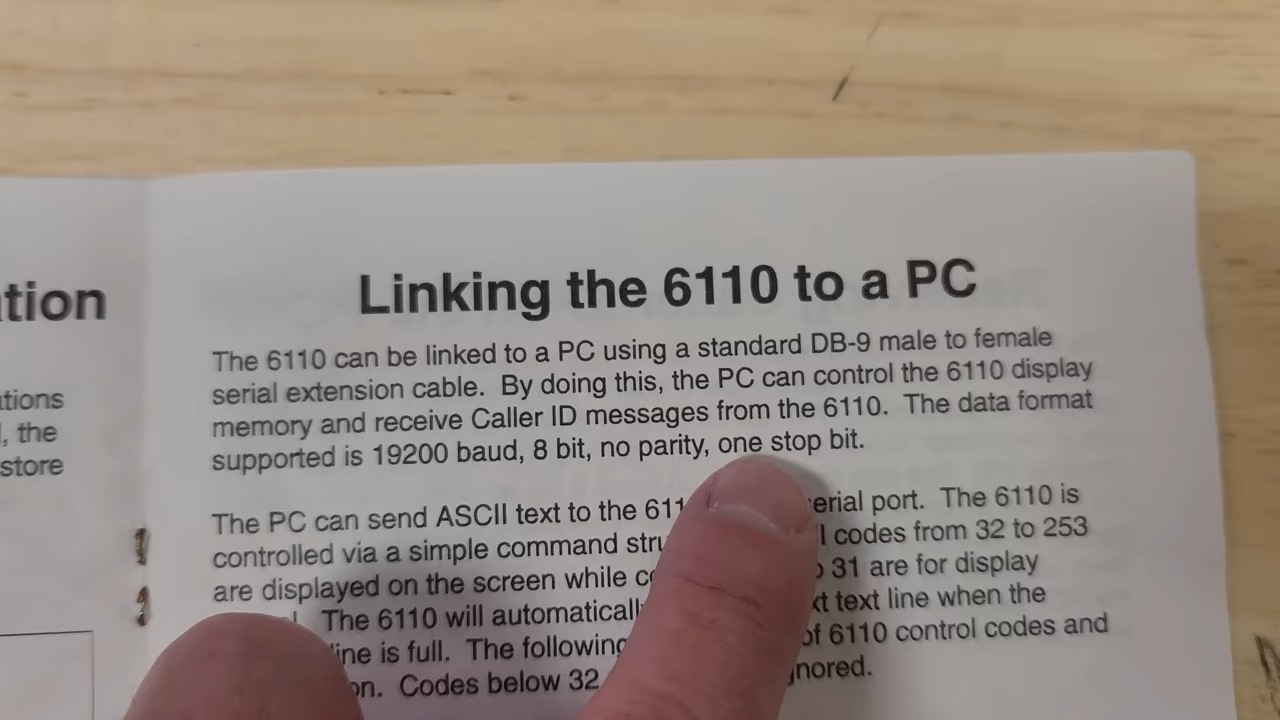 ation
ations
, the
store
Linking the 6110 to a PC
The 6110 can be linked to a PC using a standard DB-9 male to female
serial extension cable. By doing this, the PC can control the 6110 display
memory and receive Caller ID messages from the 6110. The data format
supported is 19200 baud, 8 bit, no parity, one stop bit.
The PC can send ASCII text to the 611 erial port. The 6110 is
controlled via a simple command stru codes from 32 to 253
are displayed on the screen while 31 are for display
The 6110 will automatically text line when the
line is full. The following of 6110 control codes and
Codes below 32 gnored.